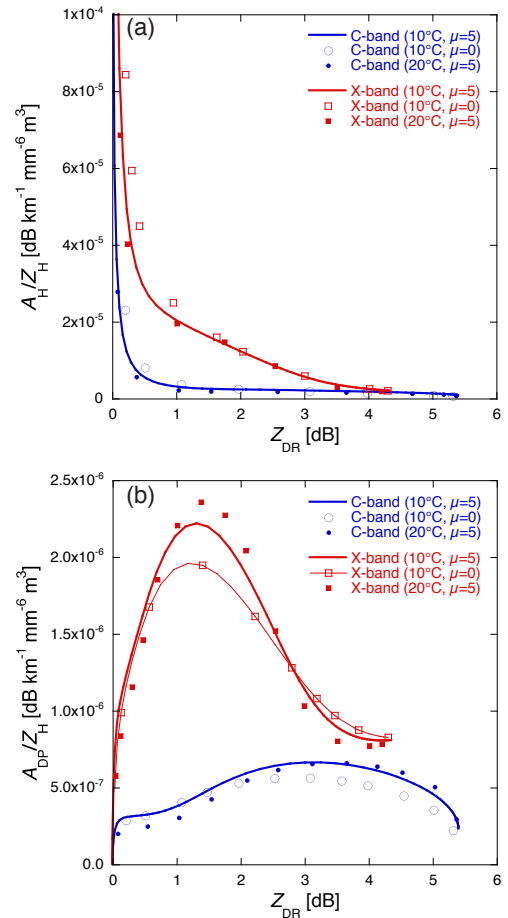 (a)
C-band (10°C, μ=5)
C-band (10°C, μ=0)
C-band (20°C, μ=5)
X-band (10°C, μ=5)
X-band (10°C, μ=0)
X-band (20°C, μ=5)
1x10⁻⁴
8x10⁻⁵
6x10⁻⁵
4x10⁻⁵
2x10⁻⁵
0
A_H/Z_H [dB km⁻¹ mm⁻⁶ m³]
0 1 2 3 4 5 6
Z_DR [dB]
(b)
C-band (10°C, μ=5)
C-band (10°C, μ=0)
C-band (20°C, μ=5)
X-band (10°C, μ=5)
X-band (10°C, μ=0)
X-band (20°C, μ=5)
2.5x10⁻⁶
2.0x10⁻⁶
1.5x10⁻⁶
1.0x10⁻⁶
5.0x10⁻⁷
0.0
A_DP/Z_H [dB km⁻¹ mm⁻⁶ m³]
0 1 2 3 4 5 6
Z_DR [dB]